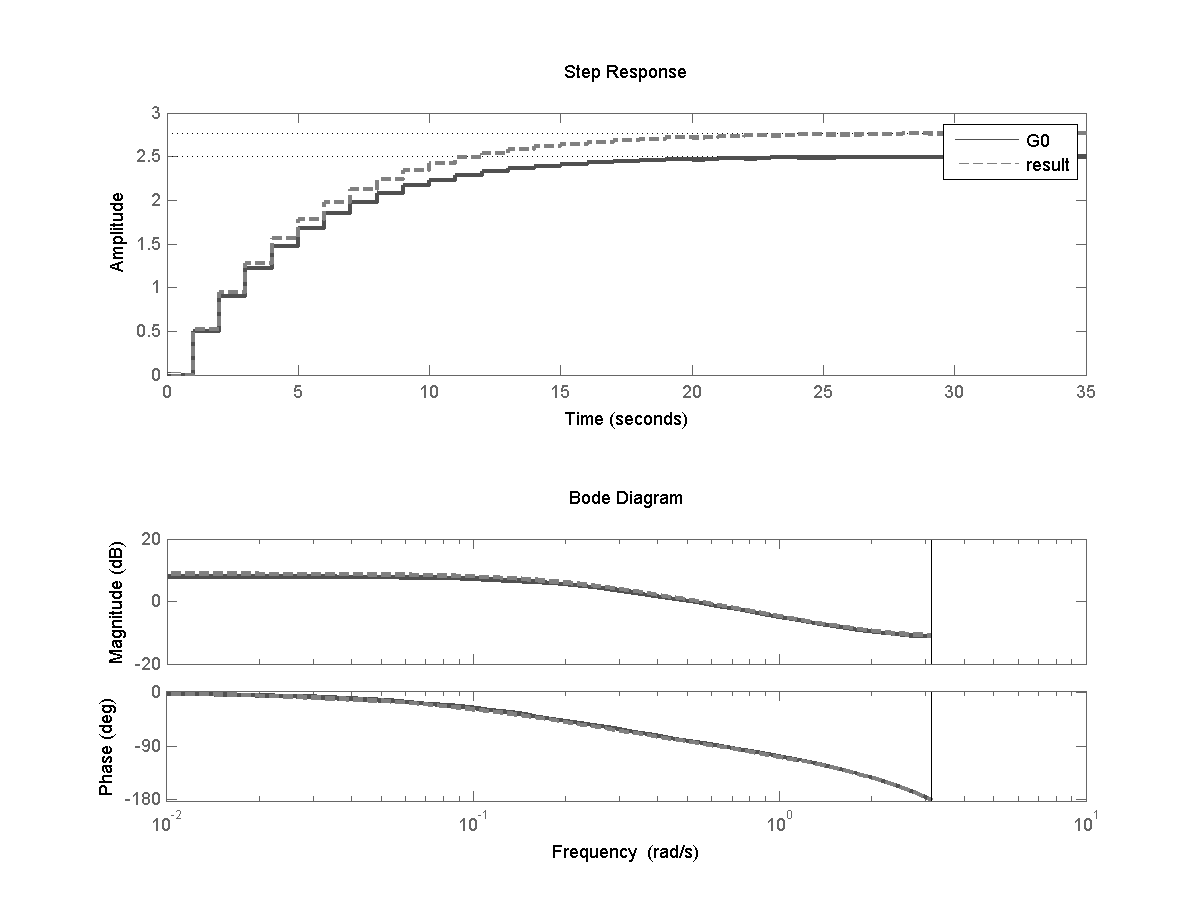 Step Response
3
2.5
2
1.5
1
0.5
0
Amplitude
G0
result
0 5 10 15 20 25 30 35
Time (seconds)
Bode Diagram
20
0
-20
Magnitude (dB)
0
-90
-180
Phase (deg)
10^-2 10^-1 10^0 10^1
Frequency (rad/s)